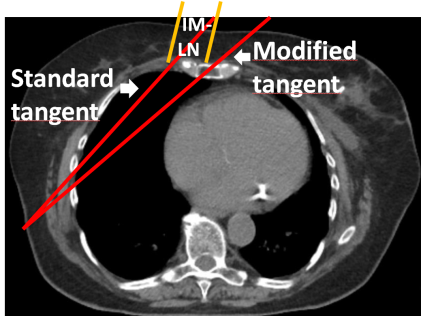 IM-
LN
Modified
tangent
Standard
tangent